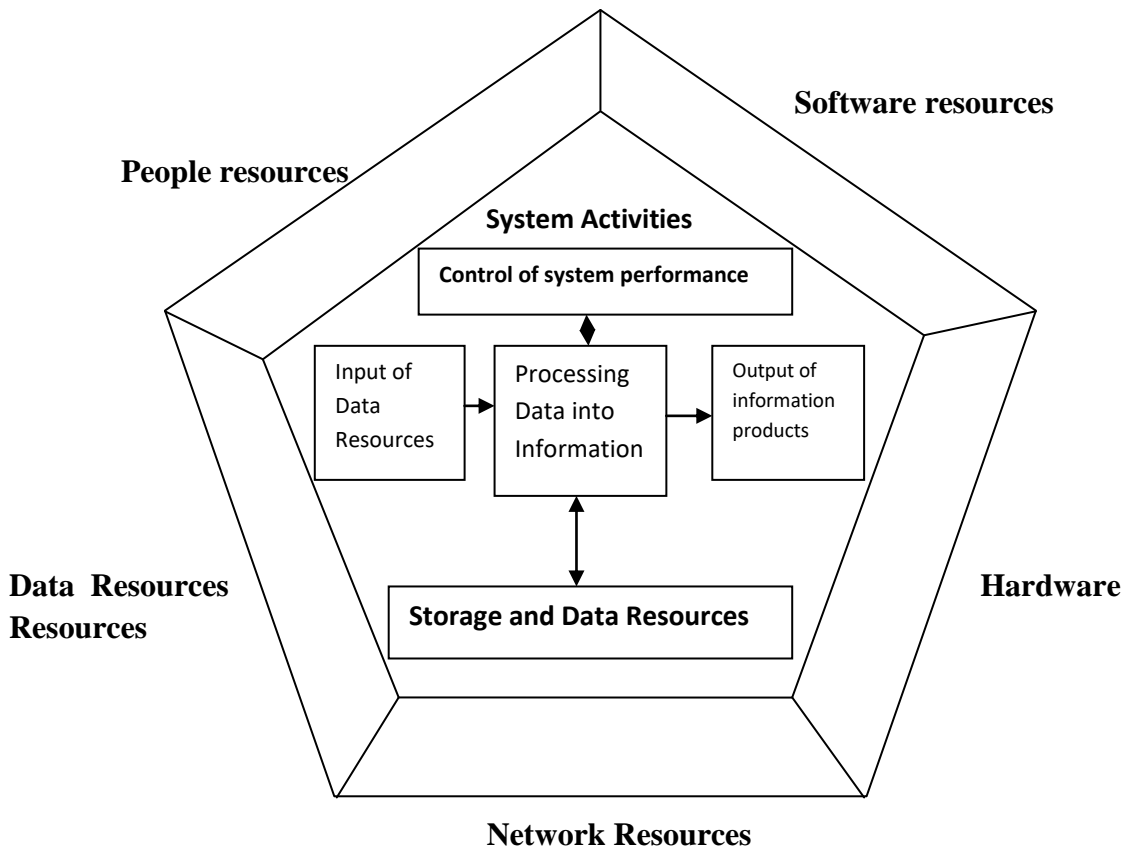 Software resources
People resources
System Activities
Control of system performance
Input of
Data
Resources
Processing
Data into
Information
Output of
information
products
Data  Resources
Resources
Hardware
Storage and Data Resources
Network Resources